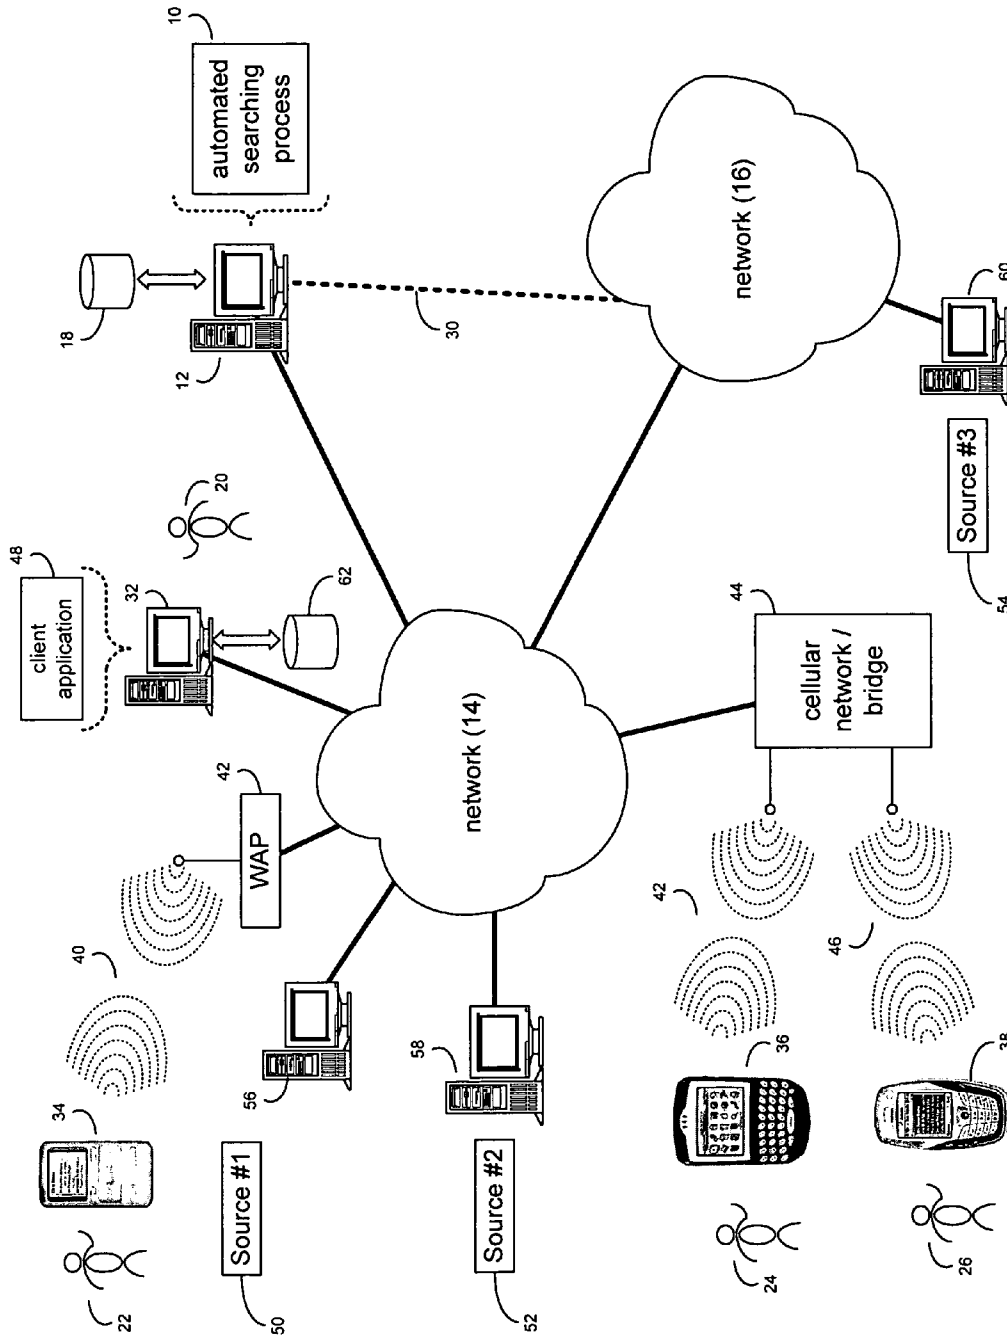 48
client
application
22
34
40
42
WAP
32
20
18
10
automated
searching
process
12
62
50
Source #1
56
30
network (14)
58
52
Source #2
network (16)
42
44
cellular
network /
bridge
24
36
46
26
38
54
Source #3
60